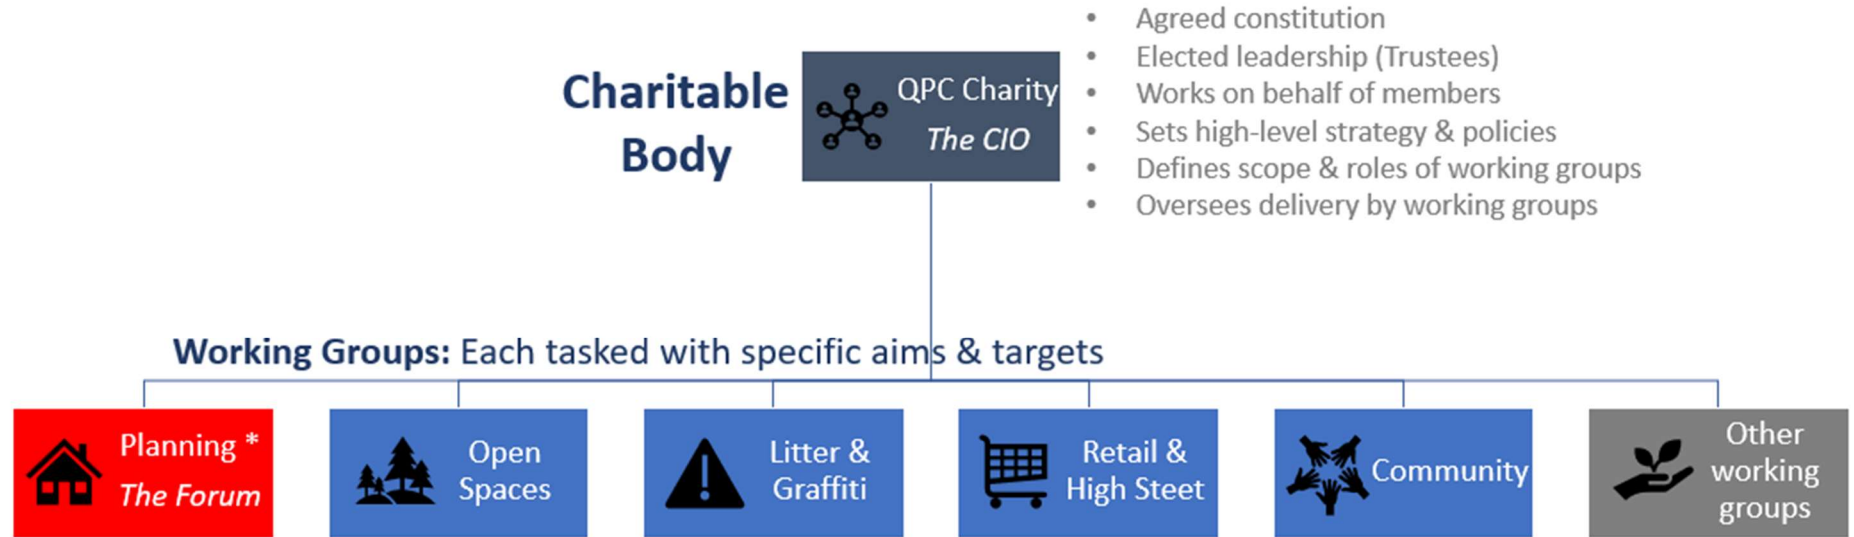 Charitable
Body
QPC Charity
The CIO
• Agreed constitution
• Elected leadership (Trustees)
• Works on behalf of members
• Sets high-level strategy & policies
• Defines scope & roles of working groups
• Oversees delivery by working groups
Working Groups: Each tasked with specific aims & targets
Planning *
The Forum
Open
Spaces
Litter &
Graffiti
Retail &
High Steet
Community
Other
working
groups